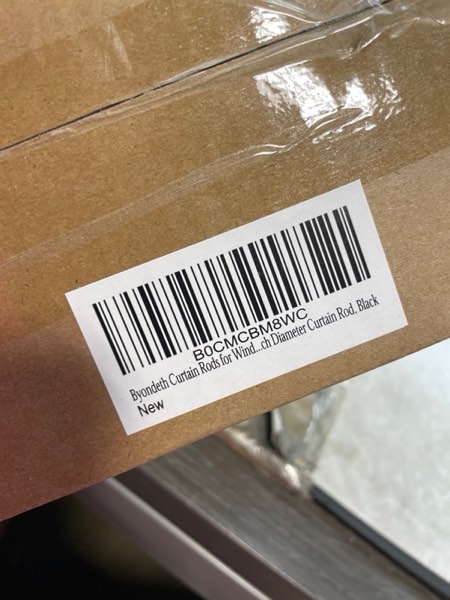 B0CMCBM8WC
Byondeth Curtain Rods for Wind...ch Diameter Curtain Rod, Black
New